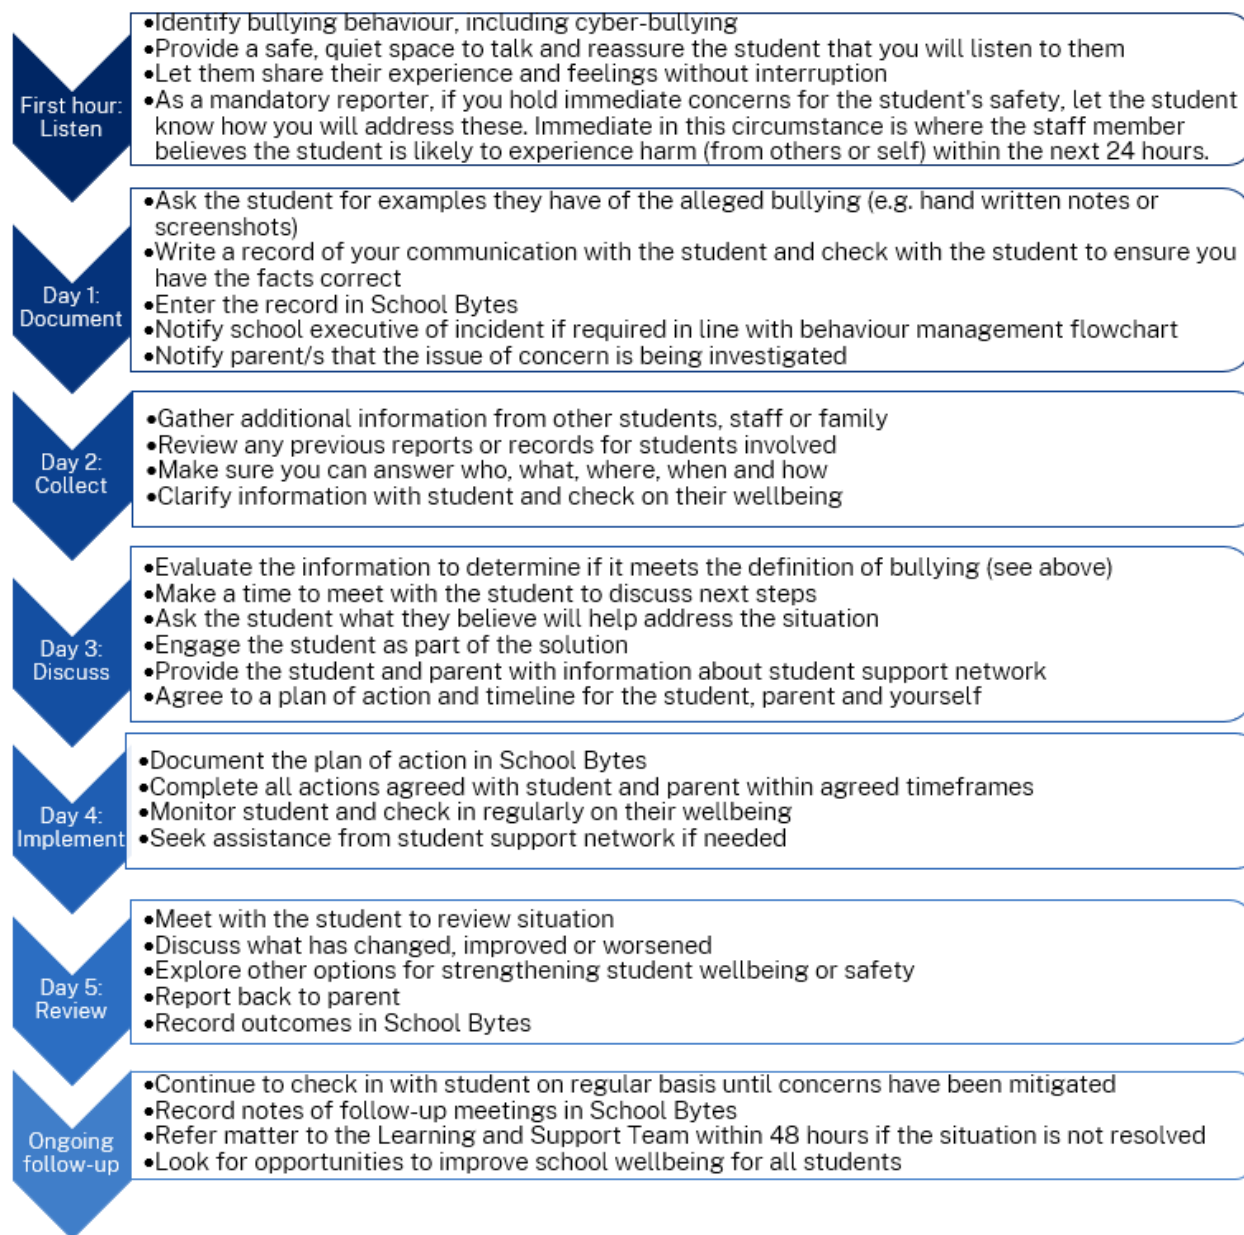 First hour:
Listen
•Identify bullying behaviour, including cyber-bullying
•Provide a safe, quiet space to talk and reassure the student that you will listen to them
•Let them share their experience and feelings without interruption
•As a mandatory reporter, if you hold immediate concerns for the student's safety, let the student
know how you will address these. Immediate in this circumstance is where the staff member
believes the student is likely to experience harm (from others or self) within the next 24 hours.
Day 1:
Document
•Ask the student for examples they have of the alleged bullying (e.g. hand written notes or
screenshots)
•Write a record of your communication with the student and check with the student to ensure you
have the facts correct
•Enter the record in School Bytes
•Notify school executive of incident if required in line with behaviour management flowchart
•Notify parent/s that the issue of concern is being investigated
Day 2:
Collect
•Gather additional information from other students, staff or family
•Review any previous reports or records for students involved
•Make sure you can answer who, what, where, when and how
•Clarify information with student and check on their wellbeing
Day 3:
Discuss
•Evaluate the information to determine if it meets the definition of bullying (see above)
•Make a time to meet with the student to discuss next steps
•Ask the student what they believe will help address the situation
•Engage the student as part of the solution
•Provide the student and parent with information about student support network
•Agree to a plan of action and timeline for the student, parent and yourself
Day 4:
Implement
•Document the plan of action in School Bytes
•Complete all actions agreed with student and parent within agreed timeframes
•Monitor student and check in regularly on their wellbeing
•Seek assistance from student support network if needed
Day 5:
Review
•Meet with the student to review situation
•Discuss what has changed, improved or worsened
•Explore other options for strengthening student wellbeing or safety
•Report back to parent
•Record outcomes in School Bytes
Ongoing
follow-up
•Continue to check in with student on regular basis until concerns have been mitigated
•Record notes of follow-up meetings in School Bytes
•Refer matter to the Learning and Support Team within 48 hours if the situation is not resolved
•Look for opportunities to improve school wellbeing for all students